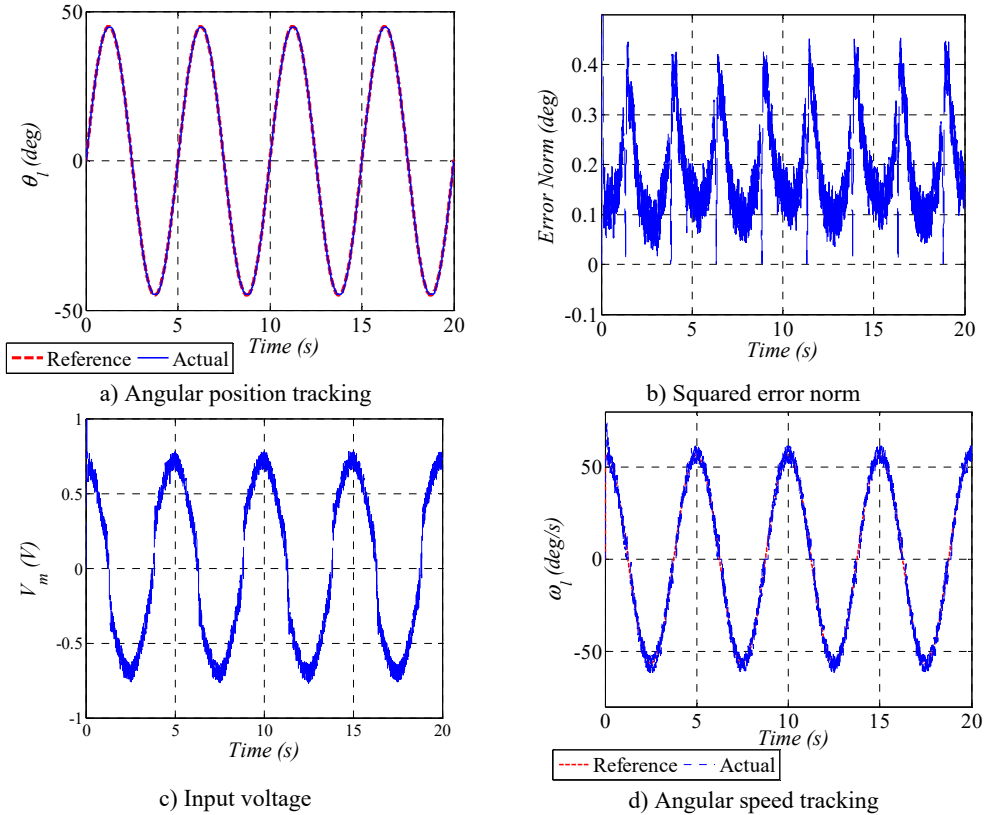 50
0
-50
θ_l (deg)
0 5 10 15 20
Time (s)
Reference Actual
a) Angular position tracking
0.4
0.3
0.2
0.1
0
-0.1
Error Norm (deg)
0 5 10 15 20
Time (s)
b) Squared error norm
1
0.5
0
-0.5
-1
V_m (V)
0 5 10 15 20
Time (s)
c) Input voltage
50
0
-50
ω_l (deg/s)
0 5 10 15 20
Time (s)
Reference Actual
d) Angular speed tracking